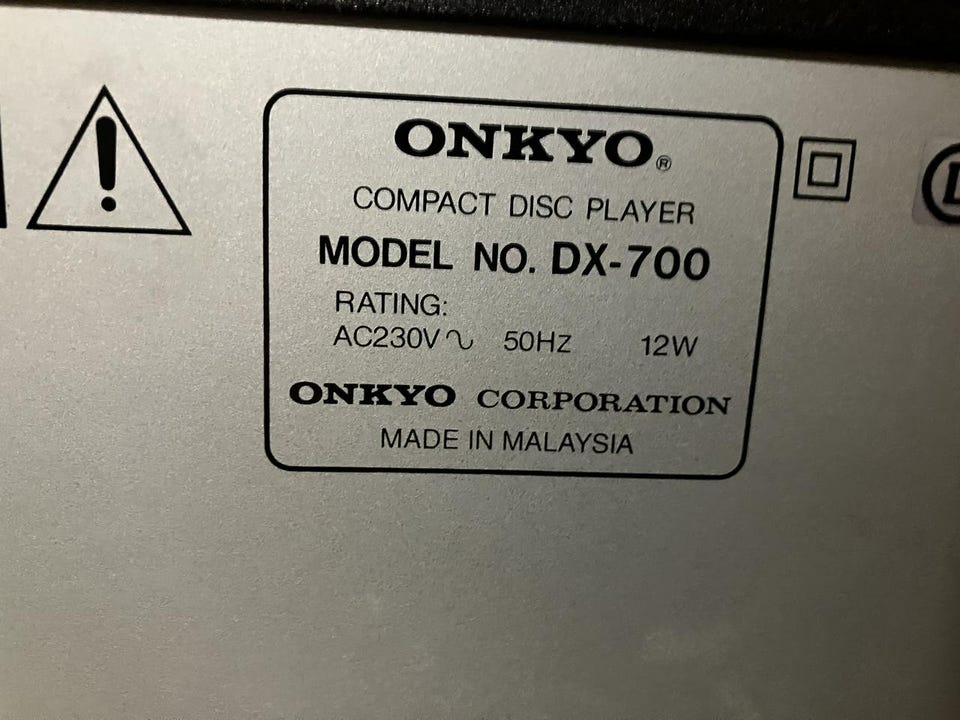 ONKYO®
COMPACT DISC PLAYER
MODEL NO. DX-700
RATING:
AC230V∿ 50Hz 12W
ONKYO CORPORATION
MADE IN MALAYSIA